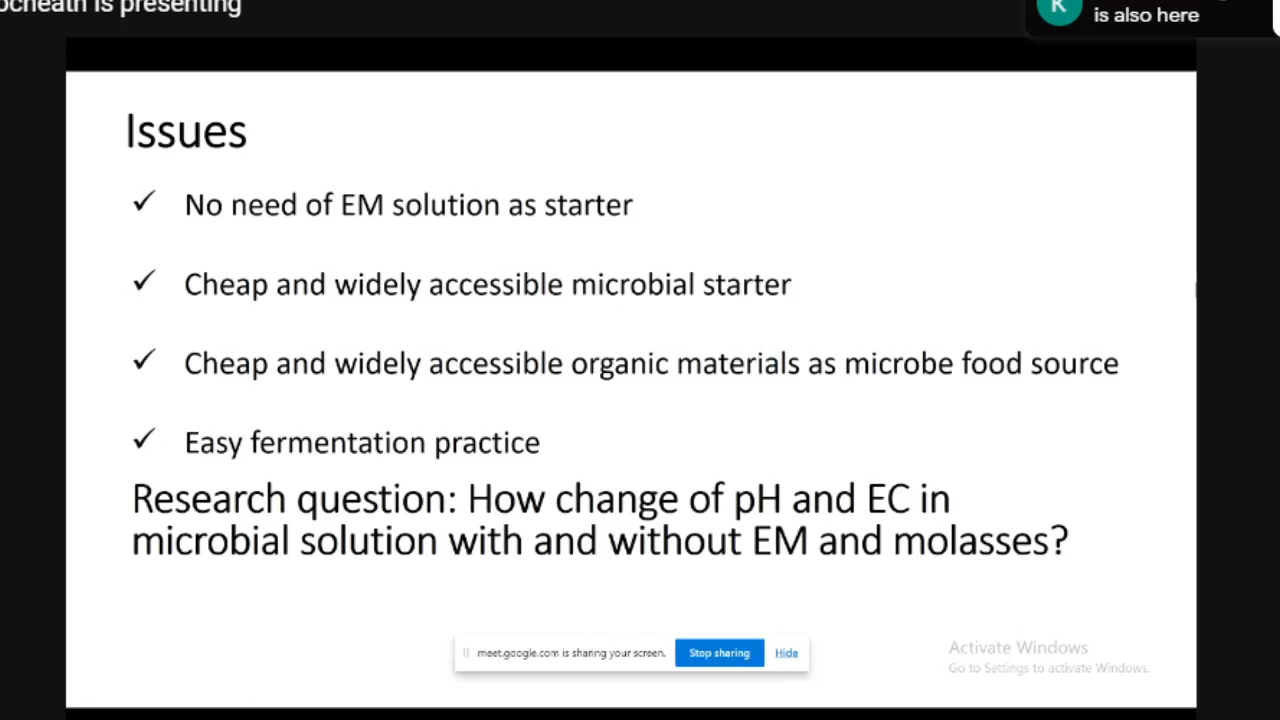 is presenting
K
is also here
Issues
✓ No need of EM solution as starter
✓ Cheap and widely accessible microbial starter
✓ Cheap and widely accessible organic materials as microbe food source
✓ Easy fermentation practice
Research question: How change of pH and EC in
microbial solution with and without EM and molasses?
meet.google.com is sharing your screen. Stop sharing Hide
Activate Windows
Go to Settings to activate Windows.